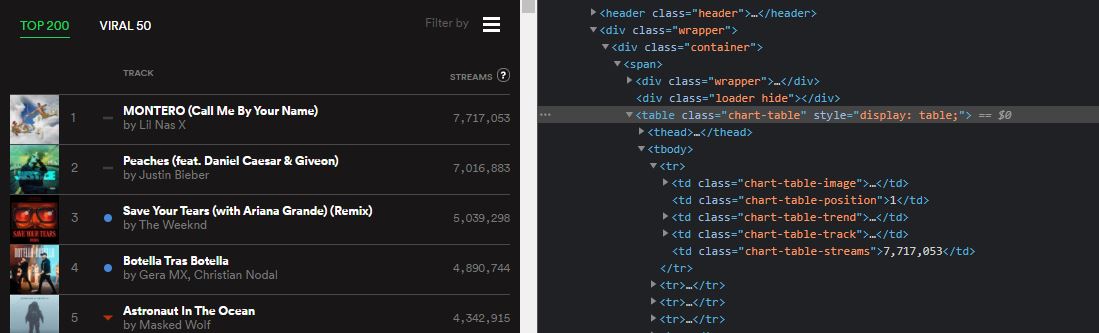 TOP 200 VIRAL 50 Filter by
TRACK STREAMS ?
1 MONTERO (Call Me By Your Name) 7,717,053
by Lil Nas X
2 Peaches (feat. Daniel Caesar & Giveon) 7,016,883
by Justin Bieber
JUSTICE
3 Save Your Tears (with Ariana Grande) (Remix) 5,039,298
by The Weeknd
SAVE YOUR TEARS
4 Botella Tras Botella 4,890,744
by Gera MX, Christian Nodal
BOTELLA
5 Astronaut In The Ocean 4,342,915
by Masked Wolf
<header class="header">…</header>
<div class="wrapper">
<div class="container">
<span>
<div class="wrapper">…</div>
<div class="loader hide"></div>
… <table class="chart-table" style="display: table;"> == $0
<thead>…</thead>
<tbody>
<tr>
<td class="chart-table-image">…</td>
<td class="chart-table-position">1</td>
<td class="chart-table-trend">…</td>
<td class="chart-table-track">…</td>
<td class="chart-table-streams">7,717,053</td>
</tr>
<tr>…</tr>
<tr>…</tr>
<tr>…</tr>